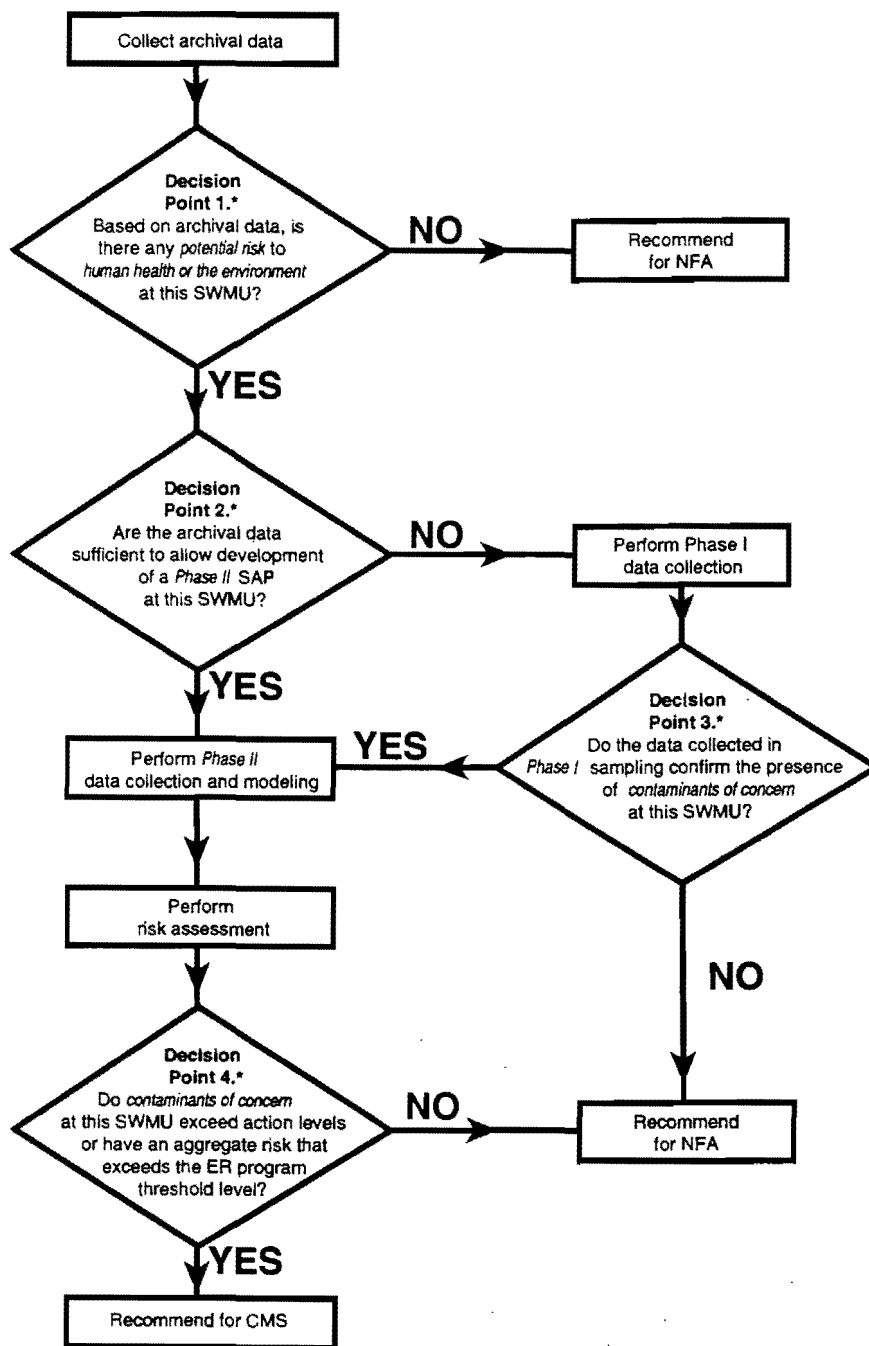 Collect archival data
Decision
Point 1.*
Based on archival data, is
there any potential risk to
human health or the environment
at this SWMU?
NO
Recommend
for NFA
YES
Decision
Point 2.*
Are the archival data
sufficient to allow development
of a Phase II SAP
at this SWMU?
NO
Perform Phase I
data collection
YES
Decision
Point 3.*
Do the data collected in
Phase I sampling confirm the presence
of contaminants of concern
at this SWMU?
YES
Perform Phase II
data collection and modeling
Perform
risk assessment
NO
Decision
Point 4.*
Do contaminants of concern
at this SWMU exceed action levels
or have an aggregate risk that
exceeds the ER program
threshold level?
NO
Recommend
for NFA
YES
Recommend for CMS